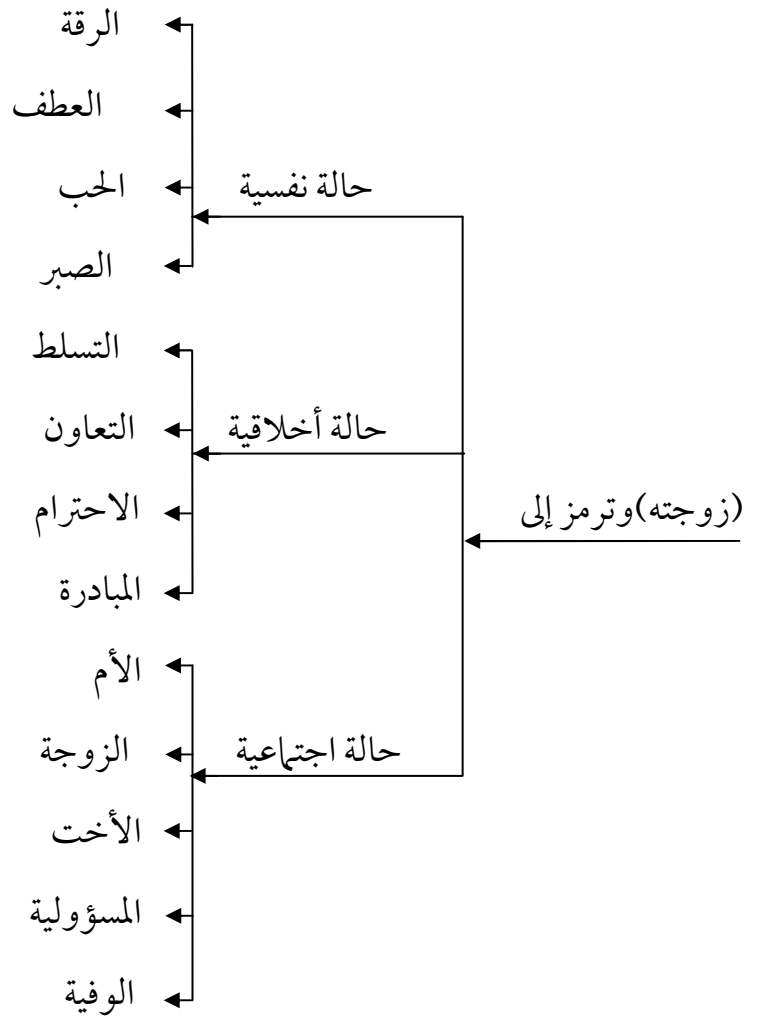 الرقة
العطف
حالة نفسية
الحب
الصبر
التسلط
حالة أخلاقية
التعاون
(زوجته)وترمز إلى
الاحترام
المبادرة
الأم
حالة اجتماعية
الزوجة
الأخت
المسؤولية
الوفية